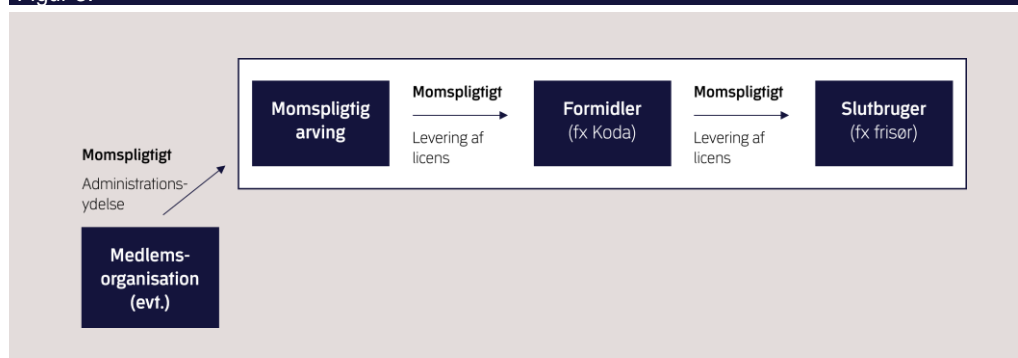 Momspligtig
arving
Momspligtigt
Levering af
licens
Formidler
(fx Koda)
Momspligtigt
Levering af
licens
Slutbruger
(fx frisør)
Momspligtigt
Administrations-
ydelse
Medlems-
organisation
(evt.)